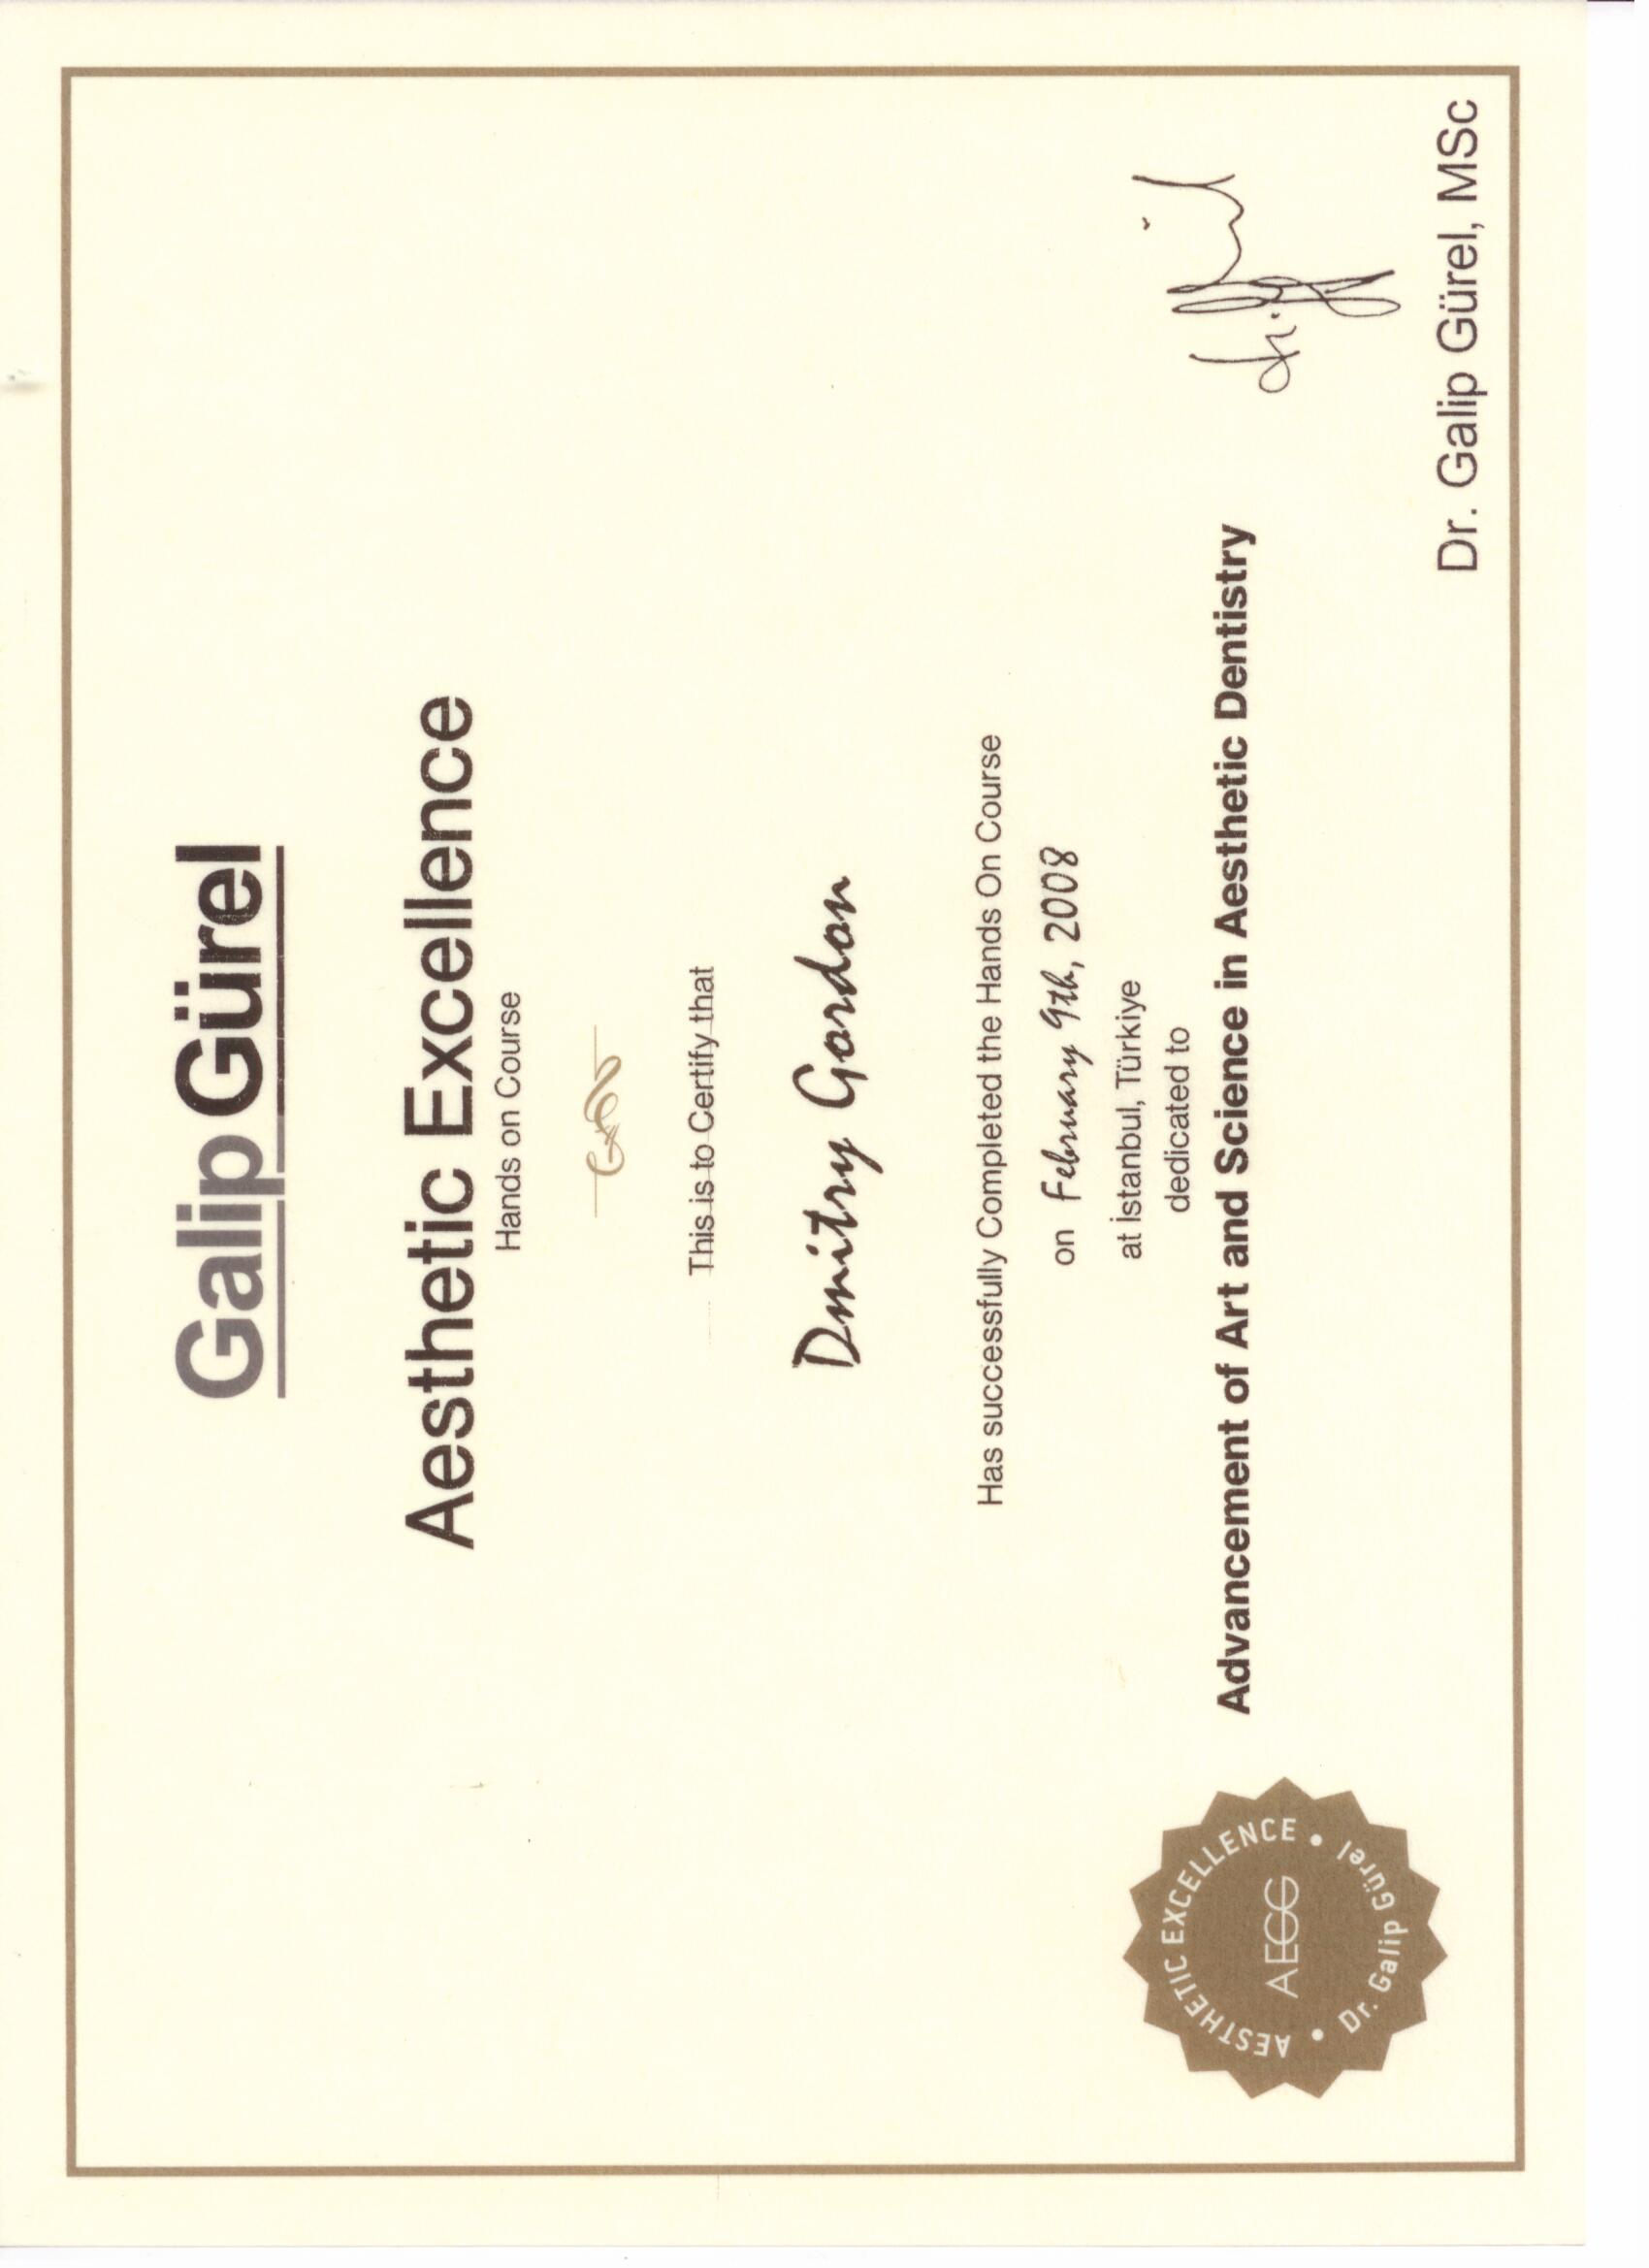 Galip Gürel
Aesthetic Excellence
Hands on Course
This is to Certify that
Dmitry Gordon
Has successfully Completed the Hands On Course
on February 9th, 2008
at İstanbul, Türkiye
dedicated to
Advancement of Art and Science in Aesthetic Dentistry
AESTHETIC EXCELLENCE
AEGG
Dr. Galip Gürel
Dr. Galip Gürel, MSc